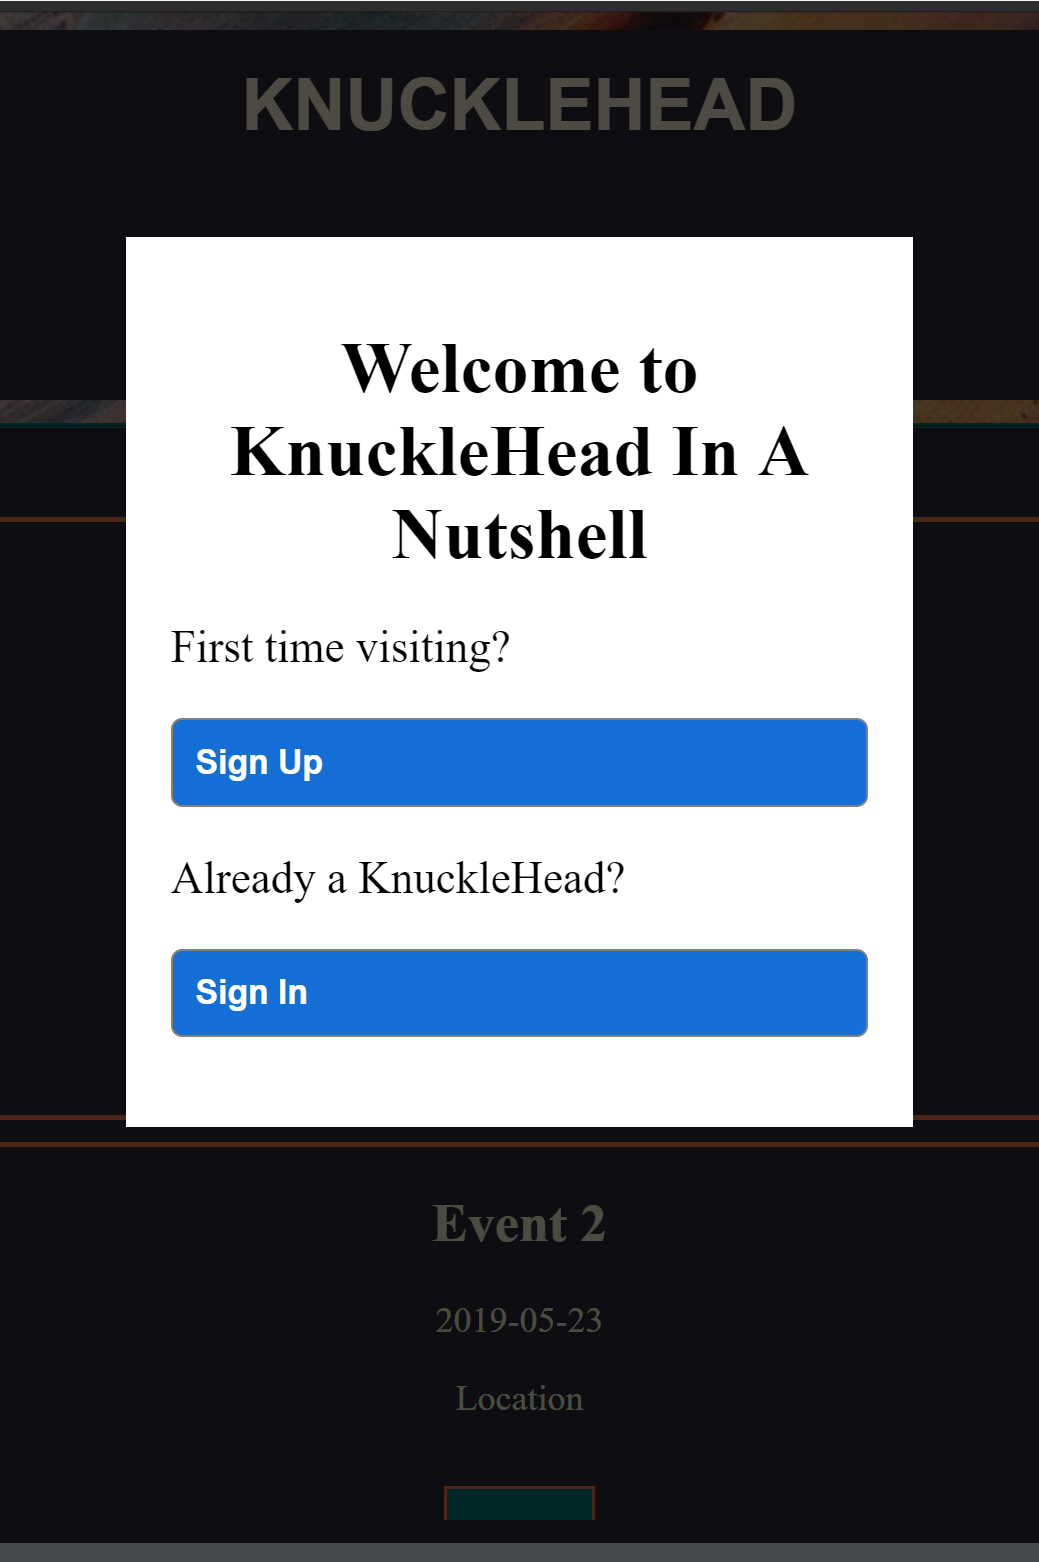 KNUCKLEHEAD
Welcome to
KnuckleHead In A
Nutshell
First time visiting?
Sign Up
Already a KnuckleHead?
Sign In
Event 2
2019-05-23
Location